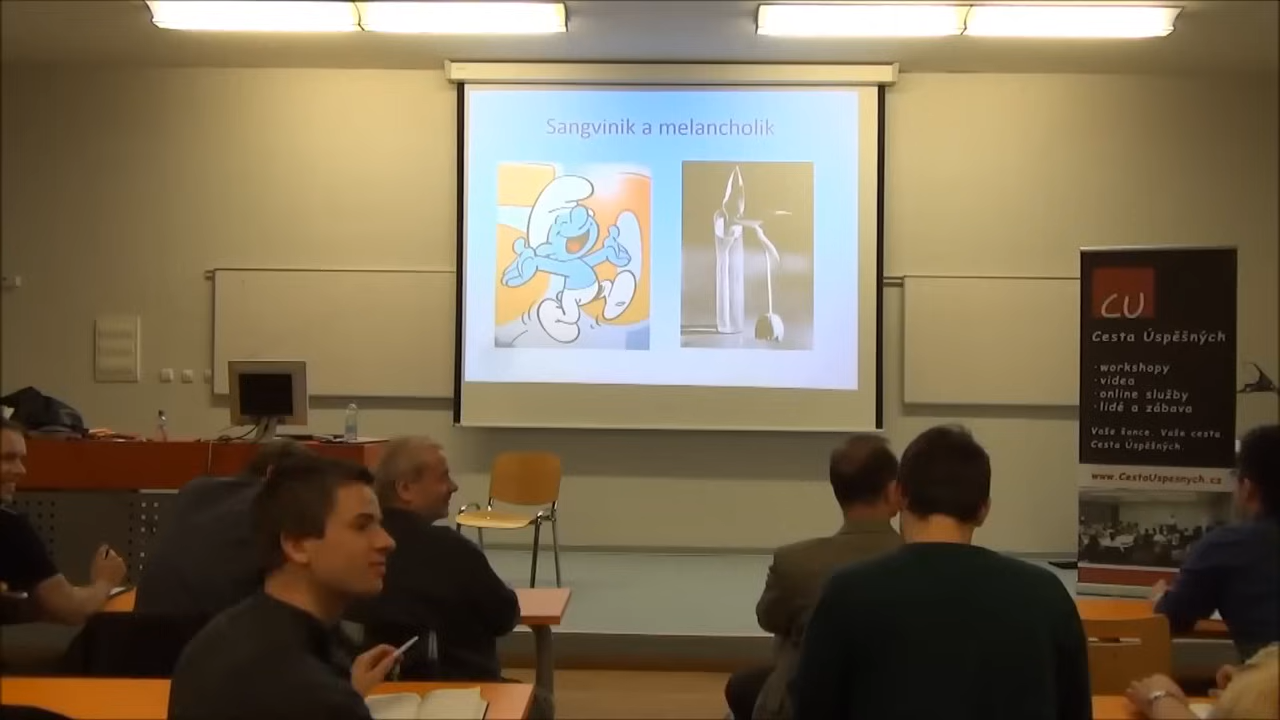 Sangvinik a melancholik
CU
Cesta Úspěšných
·workshopy
·videa
·online služby
·lidé a zábava
Vaše šance. Vaše cesta
Cesta Úspěšných.
www.CestaUspesnych.cz